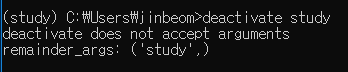 (study) C:₩Users₩jinbeom>deactivate study
deactivate does not accept arguments
remainder_args: ('study',)